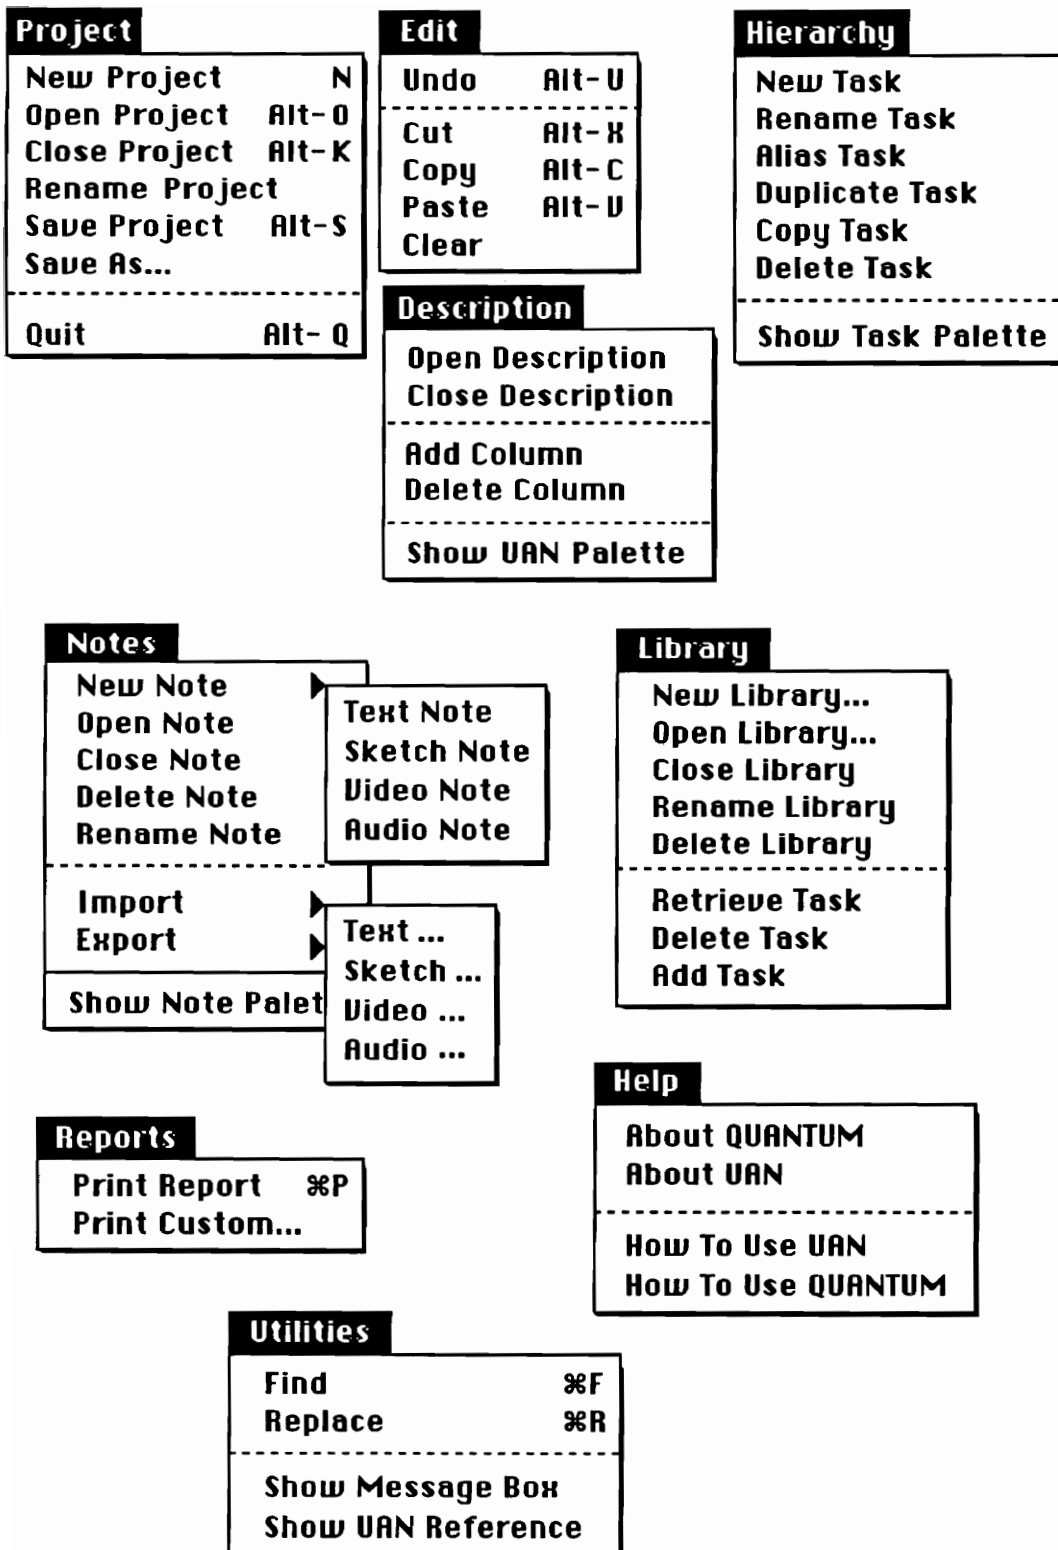 Project
New Project N
Open Project Alt-O
Close Project Alt-K
Rename Project
Save Project Alt-S
Save As...
Quit Alt- Q
Edit
Undo Alt-U
Cut Alt-X
Copy Alt-C
Paste Alt-V
Clear
Hierarchy
New Task
Rename Task
Alias Task
Duplicate Task
Copy Task
Delete Task
Show Task Palette
Description
Open Description
Close Description
Add Column
Delete Column
Show UAN Palette
Notes
New Note
Open Note
Close Note
Delete Note
Rename Note
Import
Export
Show Note Palet
Text Note
Sketch Note
Video Note
Audio Note
Text ...
Sketch ...
Video ...
Audio ...
Library
New Library...
Open Library...
Close Library
Rename Library
Delete Library
Retrieve Task
Delete Task
Add Task
Reports
Print Report ⌘P
Print Custom...
Help
About QUANTUM
About UAN
How To Use UAN
How To Use QUANTUM
Utilities
Find ⌘F
Replace ⌘R
Show Message Box
Show UAN Reference